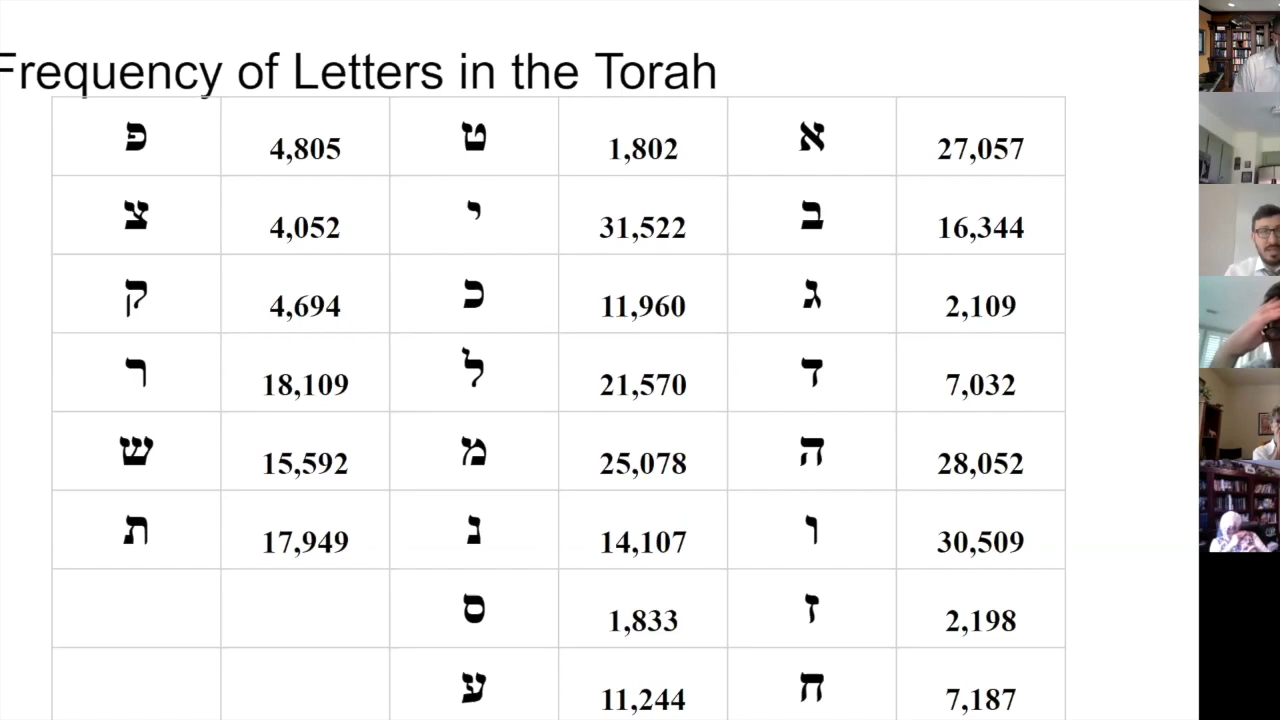 Frequency of Letters in the Torah
פ 4,805 ט 1,802 א 27,057
צ 4,052 י 31,522 ב 16,344
ק 4,694 כ 11,960 ג 2,109
ר 18,109 ל 21,570 ד 7,032
ש 15,592 מ 25,078 ה 28,052
ת 17,949 נ 14,107 ו 30,509
ס 1,833 ז 2,198
ע 11,244 ח 7,187